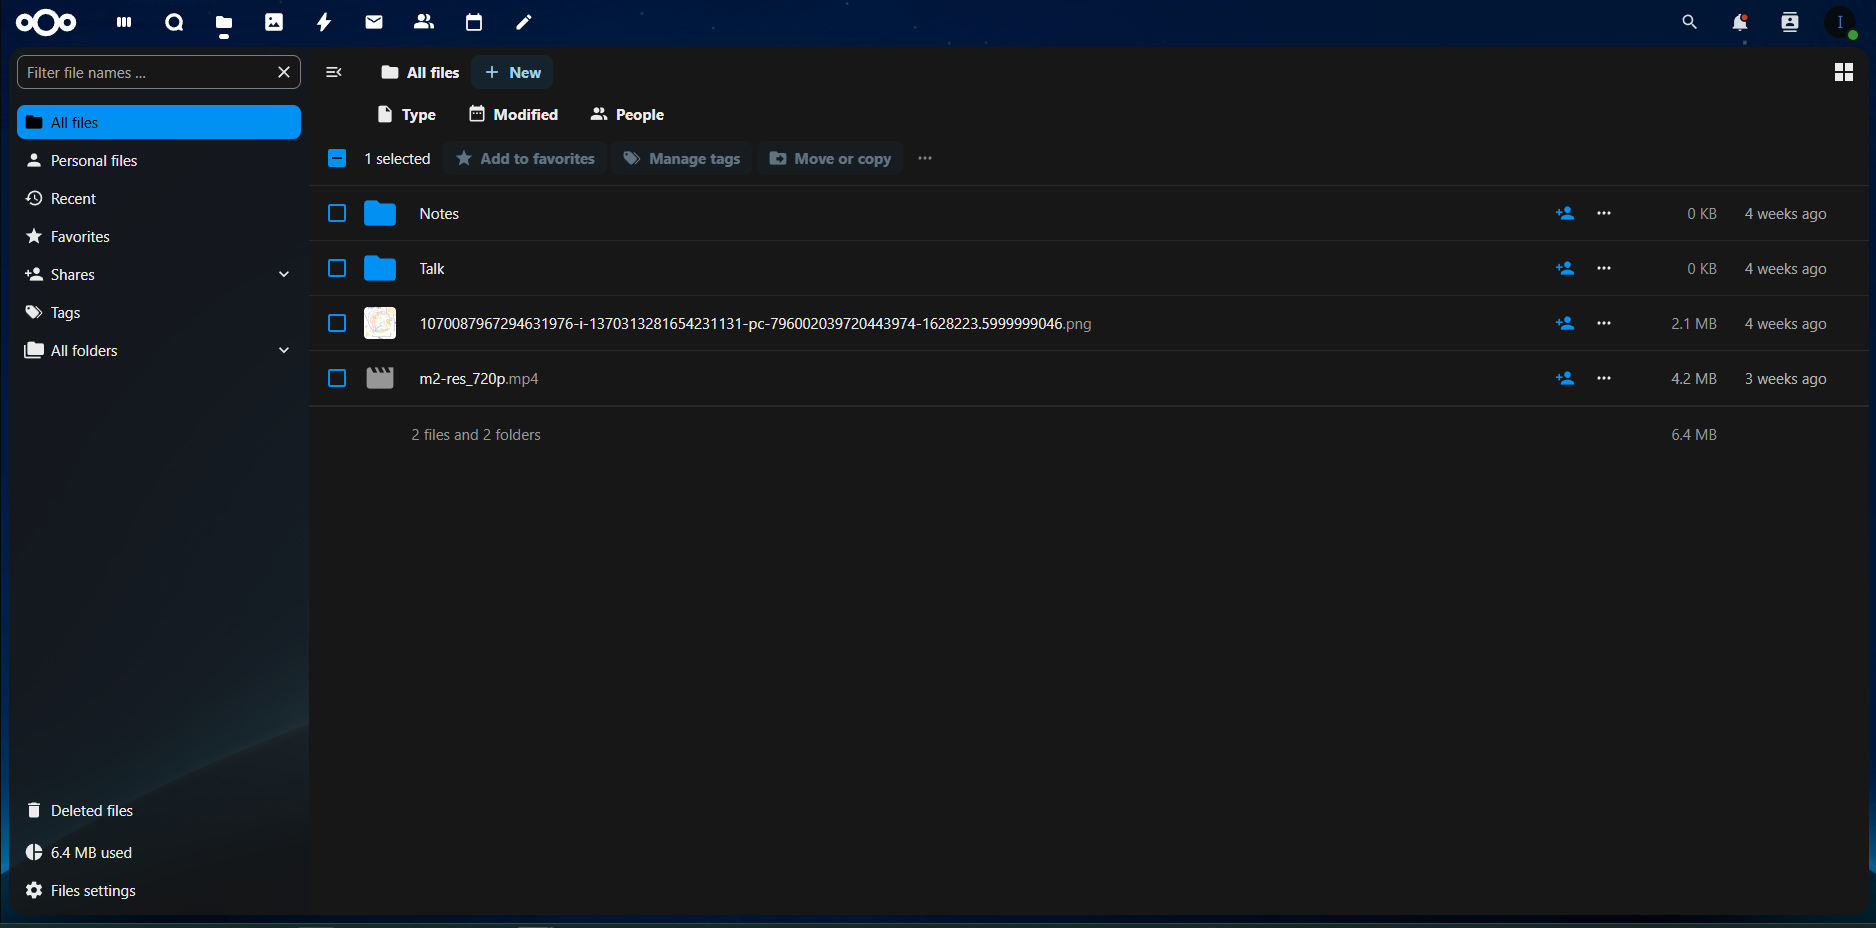 I
Filter file names ...
All files
New
Type
Modified
People
All files
Personal files
Recent
Favorites
Shares
Tags
All folders
1 selected
Add to favorites
Manage tags
Move or copy
Notes
0 KB
4 weeks ago
Talk
0 KB
4 weeks ago
1070087967294631976-i-1370313281654231131-pc-796002039720443974-1628223.5999999046.png
2.1 MB
4 weeks ago
m2-res_720p.mp4
4.2 MB
3 weeks ago
2 files and 2 folders
6.4 MB
Deleted files
6.4 MB used
Files settings